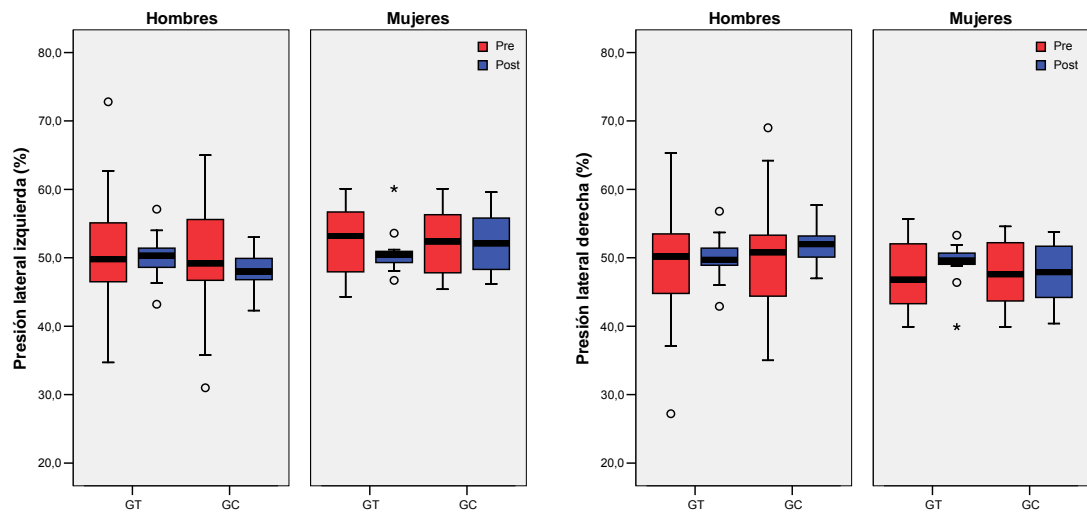 Hombres
Mujeres
Presión lateral izquierda (%)
80,0
70,0
60,0
50,0
40,0
30,0
20,0
Pre
Post
GT
GC
GT
GC
Hombres
Mujeres
Presión lateral derecha (%)
80,0
70,0
60,0
50,0
40,0
30,0
20,0
Pre
Post
GT
GC
GT
GC